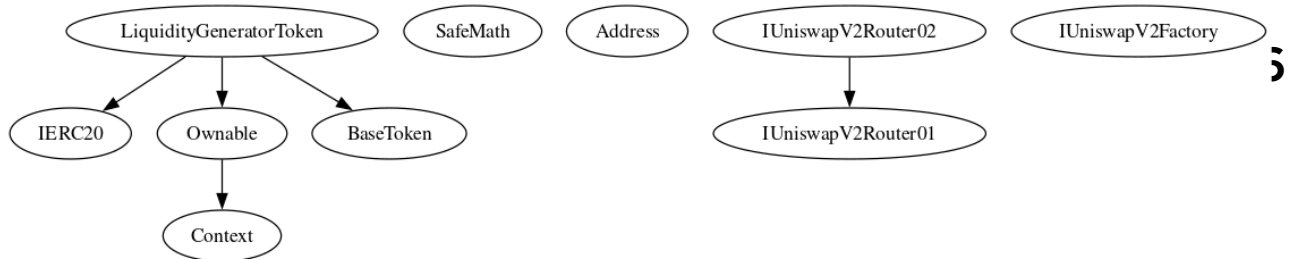 LiquidityGeneratorToken SafeMath Address IUniswapV2Router02 IUniswapV2Factory
s
IERC20 Ownable BaseToken IUniswapV2Router01
Context